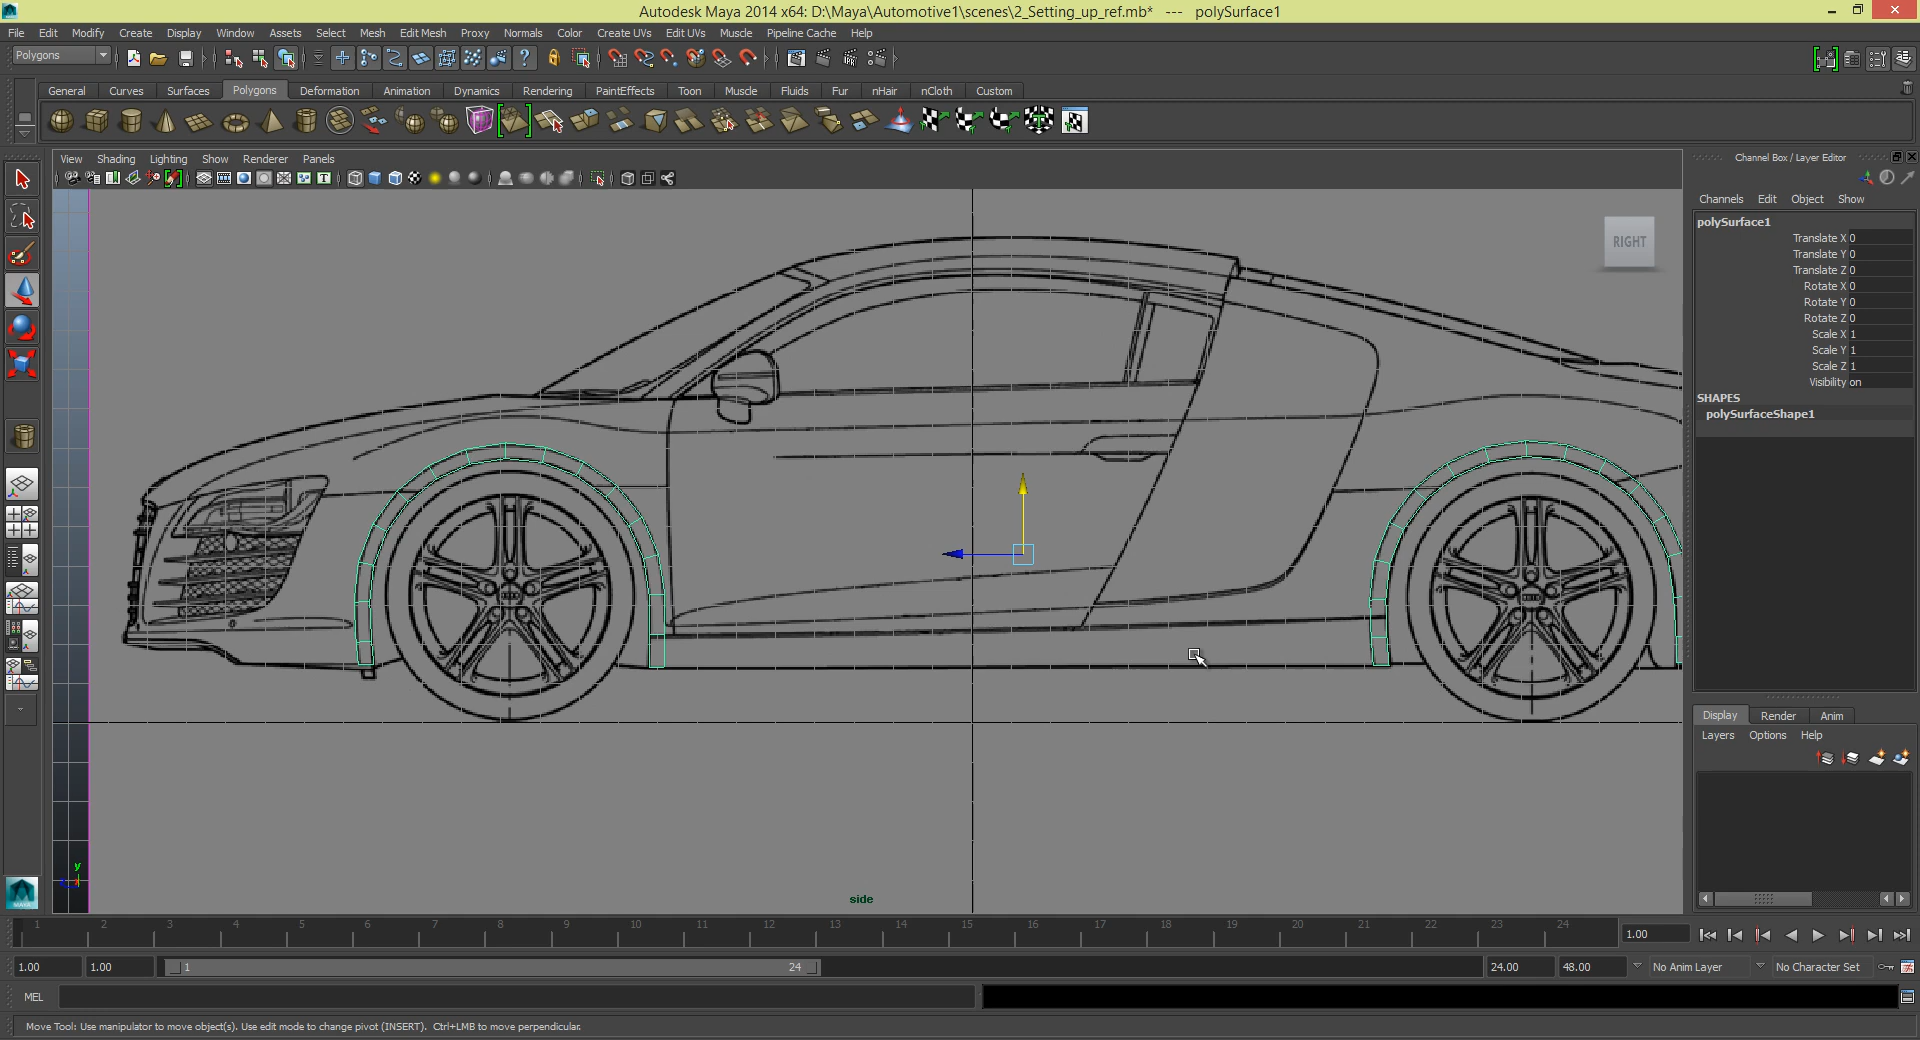 Autodesk Maya 2014 x64: D:\Maya\Automotive1\scenes\2_Setting_up_ref.mb* --- polySurface1
File Edit Modify Create Display Window Assets Select Mesh Edit Mesh Proxy Normals Color Create UVs Edit UVs Muscle Pipeline Cache Help
Polygons
General Curves Surfaces Polygons Deformation Animation Dynamics Rendering PaintEffects Toon Muscle Fluids Fur nHair nCloth Custom
View Shading Lighting Show Renderer Panels
Channel Box / Layer Editor
Channels Edit Object Show
polySurface1
Translate X 0
Translate Y 0
Translate Z 0
Rotate X 0
Rotate Y 0
Rotate Z 0
Scale X 1
Scale Y 1
Scale Z 1
Visibility on
SHAPES
polySurfaceShape1
RIGHT
y
side
Display Render Anim
Layers Options Help
1 2 3 4 5 6 7 8 9 10 11 12 13 14 15 16 17 18 19 20 21 22 23 24
1.00
1.00 1.00 1 24 24.00 48.00 No Anim Layer No Character Set
MEL
Move Tool: Use manipulator to move object(s). Use edit mode to change pivot (INSERT). Ctrl+LMB to move perpendicular.